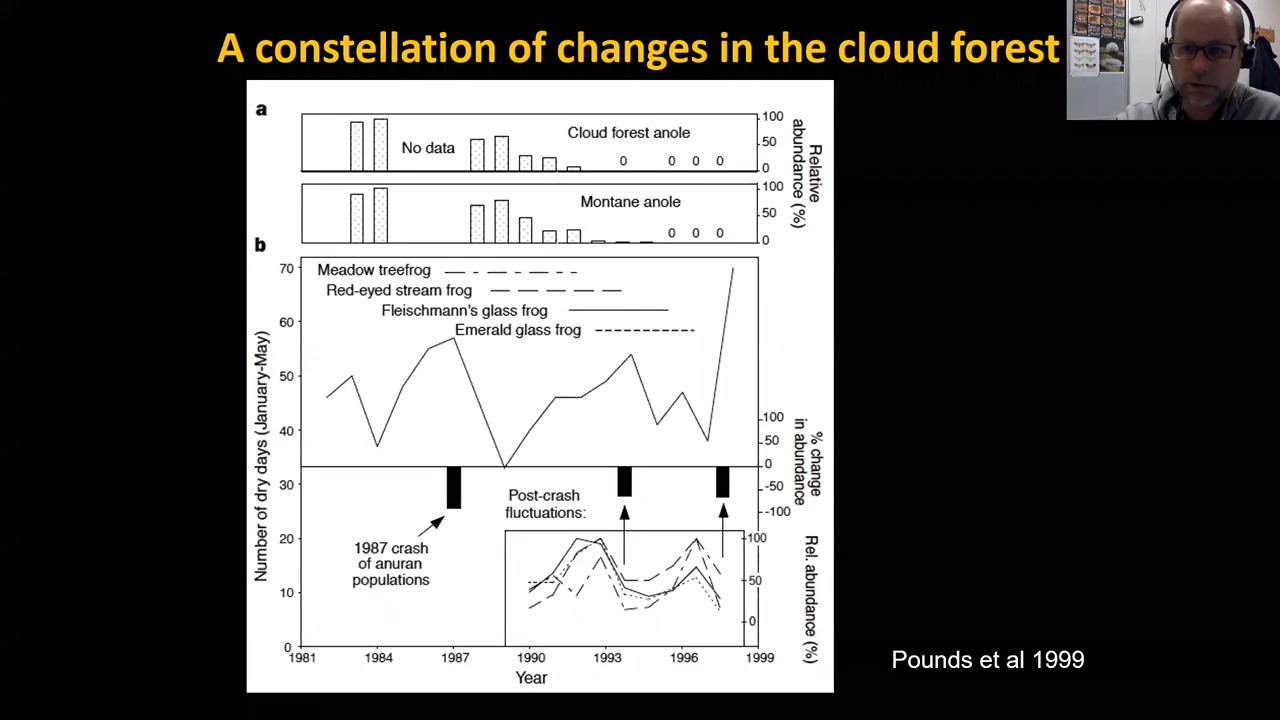 A constellation of changes in the cloud forest
a
No data
Cloud forest anole
0
0 0 0
100
50
0
Montane anole
0 0 0
100
50
0
Relative
abundance (%)
b
Meadow treefrog
Red-eyed stream frog
Fleischmann's glass frog
Emerald glass frog
70
60
50
40
30
20
10
0
Number of dry days (January-May)
100
50
0
-50
-100
% change
in abundance
Post-crash
fluctuations:
1987 crash
of anuran
populations
100
50
0
Rel. abundance (%)
1981 1984 1987 1990 1993 1996 1999
Year
Pounds et al 1999